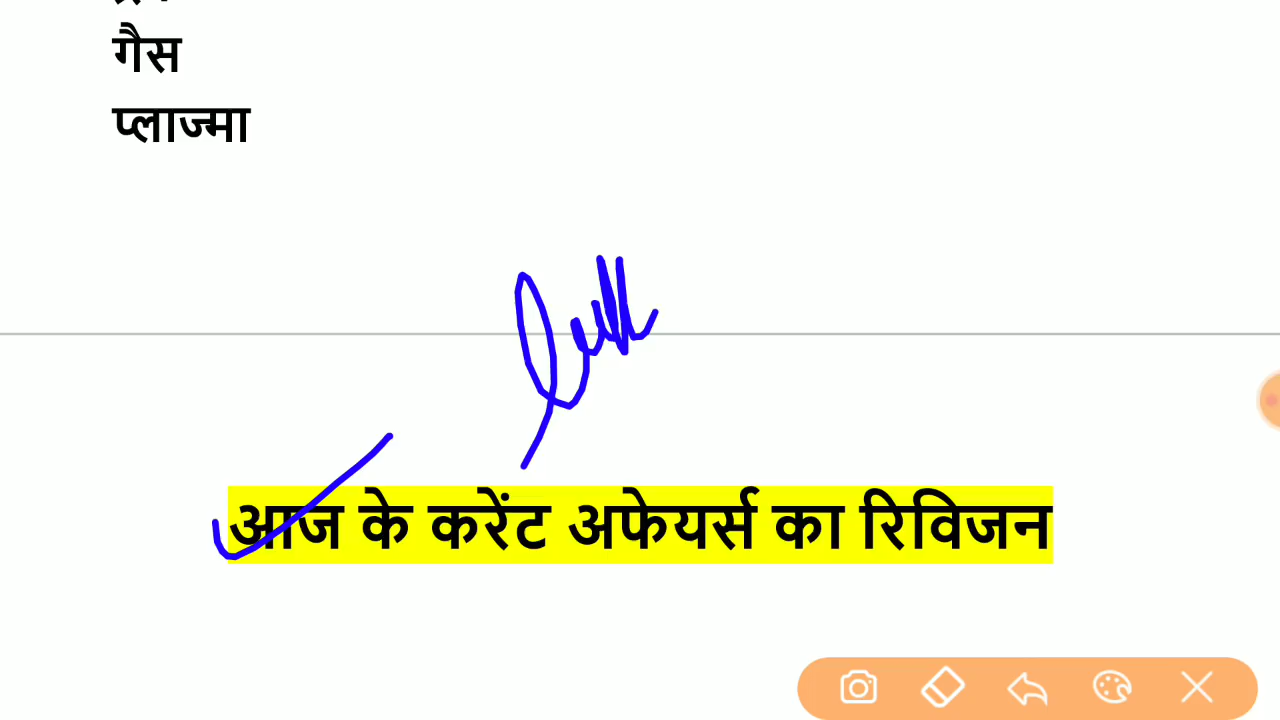 गैस
प्लाज्मा
आज के करेंट अफेयर्स का रिविजन